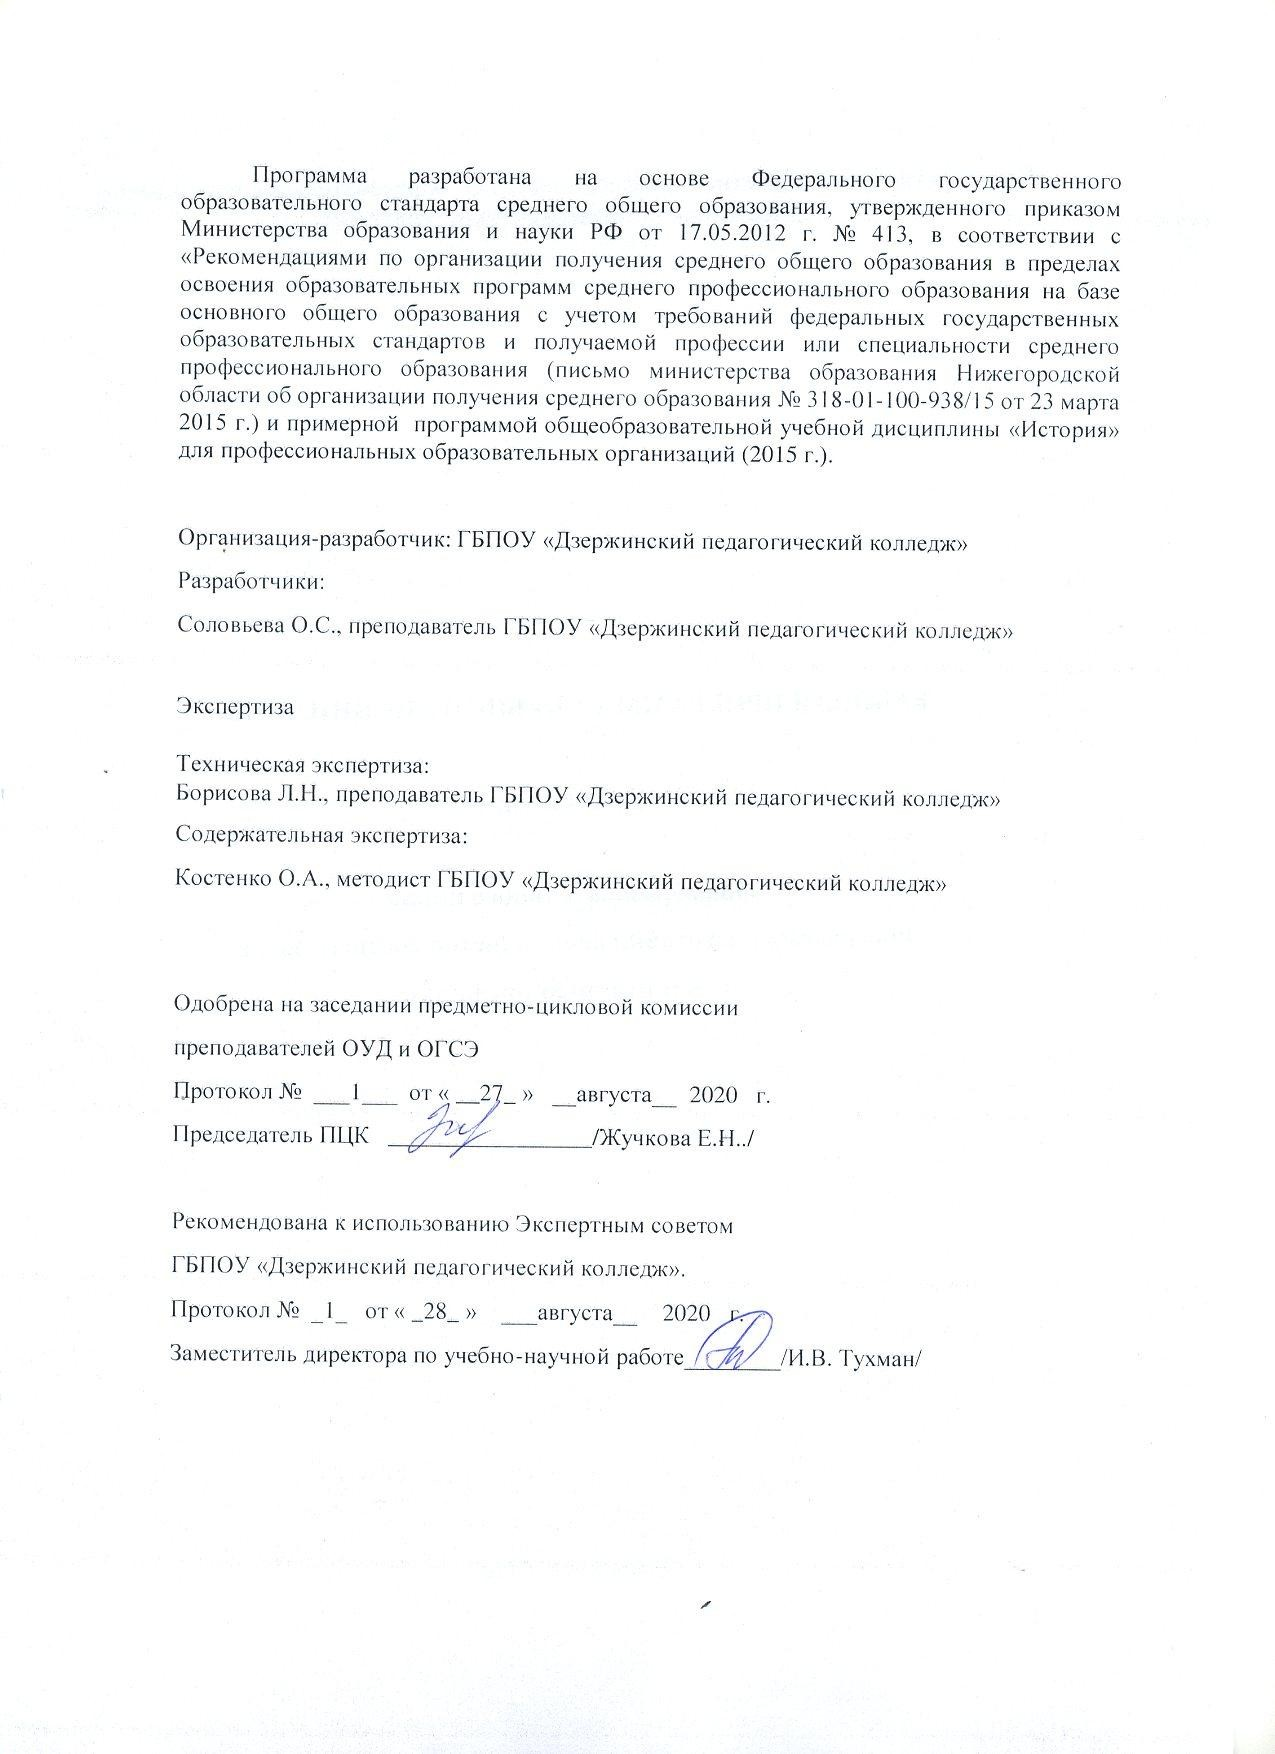 Программа разработана на основе Федерального государственного
образовательного стандарта среднего общего образования, утвержденного приказом
Министерства образования и науки РФ от 17.05.2012 г. № 413, в соответствии с
«Рекомендациями по организации получения среднего общего образования в пределах
освоения образовательных программ среднего профессионального образования на базе
основного общего образования с учетом требований федеральных государственных
образовательных стандартов и получаемой профессии или специальности среднего
профессионального образования (письмо министерства образования Нижегородской
области об организации получения среднего образования № 318-01-100-938/15 от 23 марта
2015 г.) и примерной программой общеобразовательной учебной дисциплины «История»
для профессиональных образовательных организаций (2015 г.).
Организация-разработчик: ГБПОУ «Дзержинский педагогический колледж»
Разработчики:
Соловьева О.С., преподаватель ГБПОУ «Дзержинский педагогический колледж»
Экспертиза
Техническая экспертиза:
Борисова Л.Н., преподаватель ГБПОУ «Дзержинский педагогический колледж»
Содержательная экспертиза:
Костенко О.А., методист ГБПОУ «Дзержинский педагогический колледж»
Одобрена на заседании предметно-цикловой комиссии
преподавателей ОУД и ОГСЭ
Протокол № ___1___ от « __27_ » __августа__ 2020 г.
Председатель ПЦК _________________/Жучкова Е.Н../
Рекомендована к использованию Экспертным советом
ГБПОУ «Дзержинский педагогический колледж».
Протокол № _1_ от « _28_ » ___августа__ 2020 г.
Заместитель директора по учебно-научной работе________/И.В. Тухман/